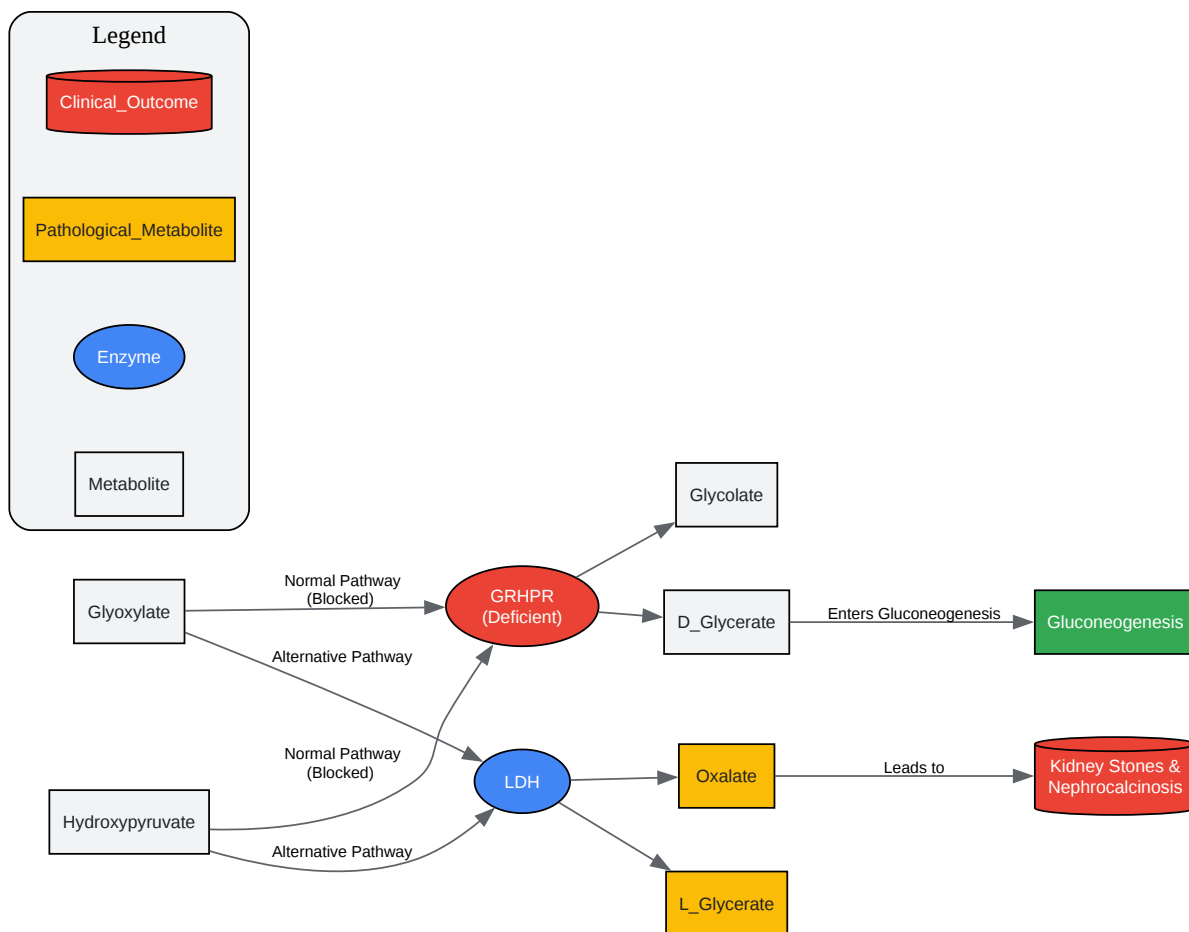 Legend
Clinical_Outcome
Pathological_Metabolite
Enzyme
Metabolite
Glycolate
Glyoxylate
Normal Pathway
(Blocked)
GRHPR
(Deficient)
D_Glycerate
Enters Gluconeogenesis
Gluconeogenesis
Alternative Pathway
Normal Pathway
(Blocked)
LDH
Oxalate
Leads to
Kidney Stones &
Nephrocalcinosis
Hydroxypyruvate
Alternative Pathway
L_Glycerate